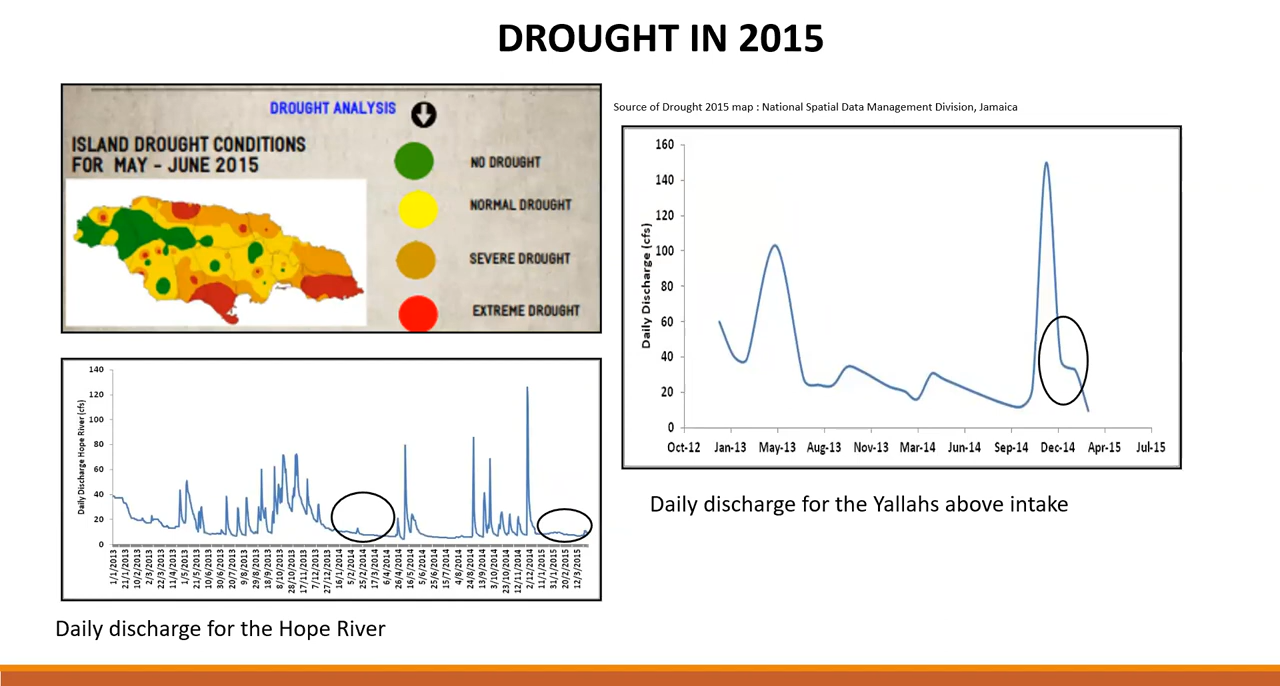 DROUGHT IN 2015
DROUGHT ANALYSIS
ISLAND DROUGHT CONDITIONS
FOR MAY - JUNE 2015
NO DROUGHT
NORMAL DROUGHT
SEVERE DROUGHT
EXTREME DROUGHT
Source of Drought 2015 map : National Spatial Data Management Division, Jamaica
Daily Discharge (cfs)
160
140
120
100
80
60
40
20
0
Oct-12 Jan-13 May-13 Aug-13 Nov-13 Mar-14 Jun-14 Sep-14 Dec-14 Apr-15 Jul-15
Daily discharge for the Yallahs above intake
Daily Discharge Hope River (cfs)
140
120
100
80
60
40
20
0
1/1/2013 21/1/2013 10/2/2013 2/3/2013 22/3/2013 11/4/2013 1/5/2013 21/5/2013 10/6/2013 30/6/2013 20/7/2013 9/8/2013 29/8/2013 18/9/2013 8/10/2013 28/10/2013 17/11/2013 7/12/2013 27/12/2013 16/1/2014 5/2/2014 25/2/2014 17/3/2014 6/4/2014 26/4/2014 16/5/2014 5/6/2014 25/6/2014 15/7/2014 4/8/2014 24/8/2014 13/9/2014 3/10/2014 23/10/2014 12/11/2014 2/12/2014 11/1/2015 31/1/2015 20/2/2015 12/3/2015
Daily discharge for the Hope River